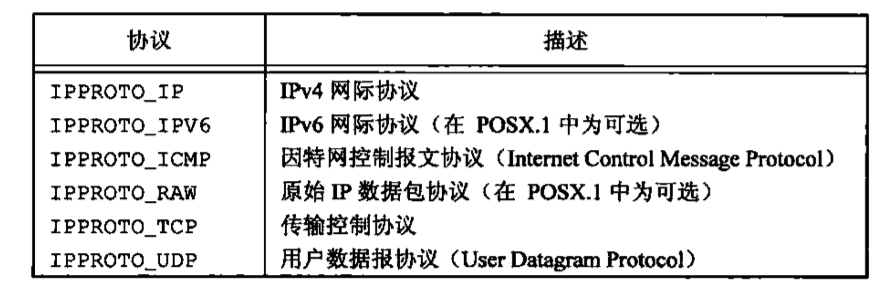 协议 描述
IPPROTO_IP IPv4 网际协议
IPPROTO_IPV6 IPv6 网际协议（在 POSX.1 中为可选）
IPPROTO_ICMP 因特网控制报文协议（Internet Control Message Protocol）
IPPROTO_RAW 原始 IP 数据包协议（在 POSX.1 中为可选）
IPPROTO_TCP 传输控制协议
IPPROTO_UDP 用户数据报协议（User Datagram Protocol）